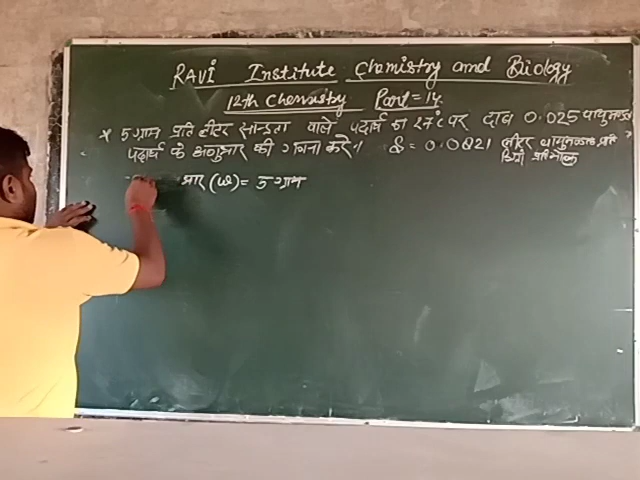 RAVI Institute Chemistry and Biology
12th Chemistry Part = 14
* 5 ग्राम प्रति लीटर सान्द्रता वाले पदार्थ का 27°C पर दाब 0.025 वायुमण्डल
पदार्थ के अणुभार की गणना करे। R = 0.0821 लीटर वायुमण्डल प्रति
डिग्री प्रति मोल
भार (w) = 5 ग्राम